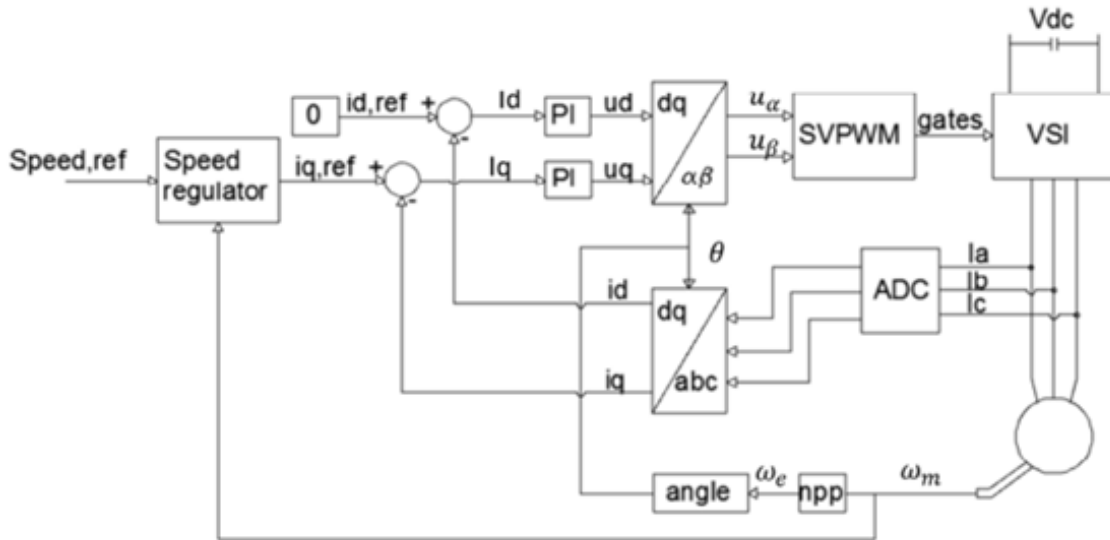 Vdc
0
id,ref
+
-
Id
PI
ud
dq
αβ
uα
uβ
SVPWM
gates
VSI
Speed,ref
Speed
regulator
iq,ref
+
-
Iq
PI
uq
θ
Ia
Ib
Ic
ADC
id
iq
dq
abc
angle
ωe
npp
ωm